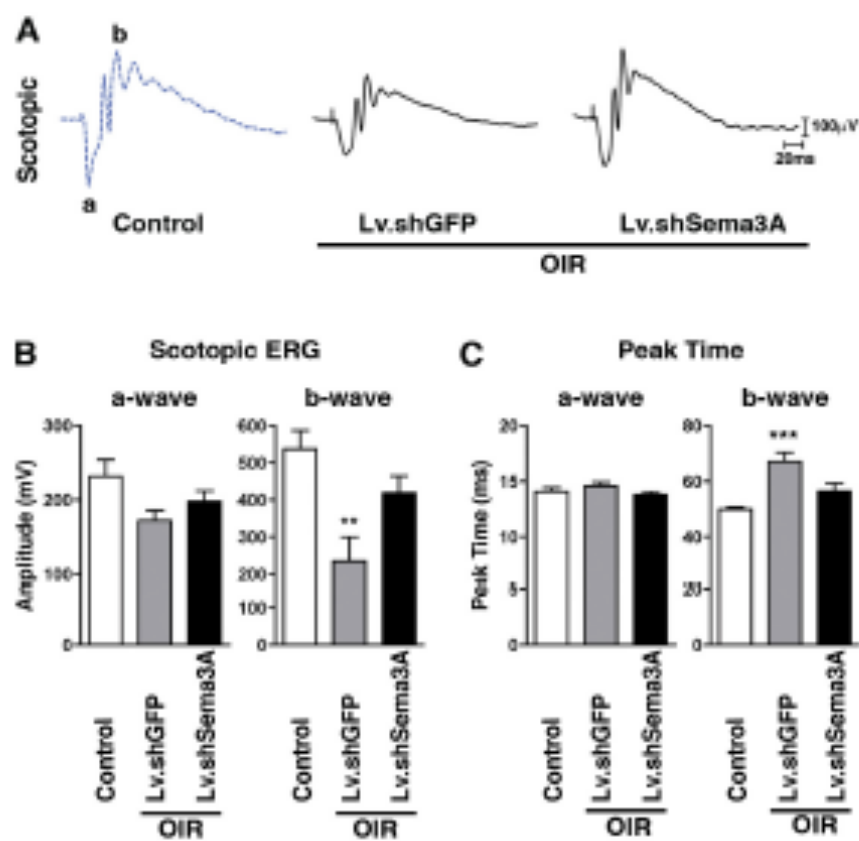 A
b
Scotopic
a
100μV
20ms
Control
Lv.shGFP
Lv.shSema3A
OIR
B
Scotopic ERG
a-wave
b-wave
Amplitude (mV)
300
200
100
0
600
500
400
300
200
100
0
**
Control
Lv.shGFP
Lv.shSema3A
OIR
Control
Lv.shGFP
Lv.shSema3A
OIR
C
Peak Time
a-wave
b-wave
Peak Time (ms)
20
15
10
5
0
80
60
40
20
0
***
Control
Lv.shGFP
Lv.shSema3A
OIR
Control
Lv.shGFP
Lv.shSema3A
OIR